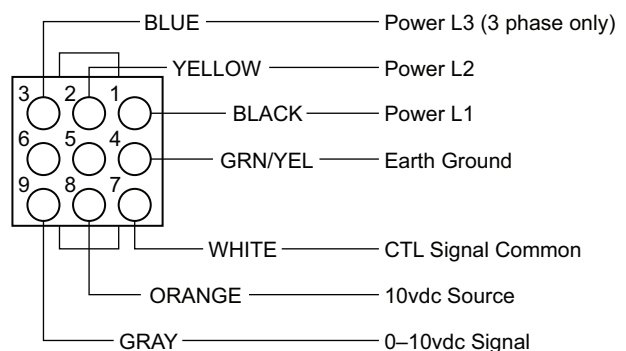 BLUE Power L3 (3 phase only)
YELLOW Power L2
3 2 1
BLACK Power L1
6 5 4
GRN/YEL Earth Ground
9 8 7
WHITE CTL Signal Common
ORANGE 10vdc Source
GRAY 0–10vdc Signal